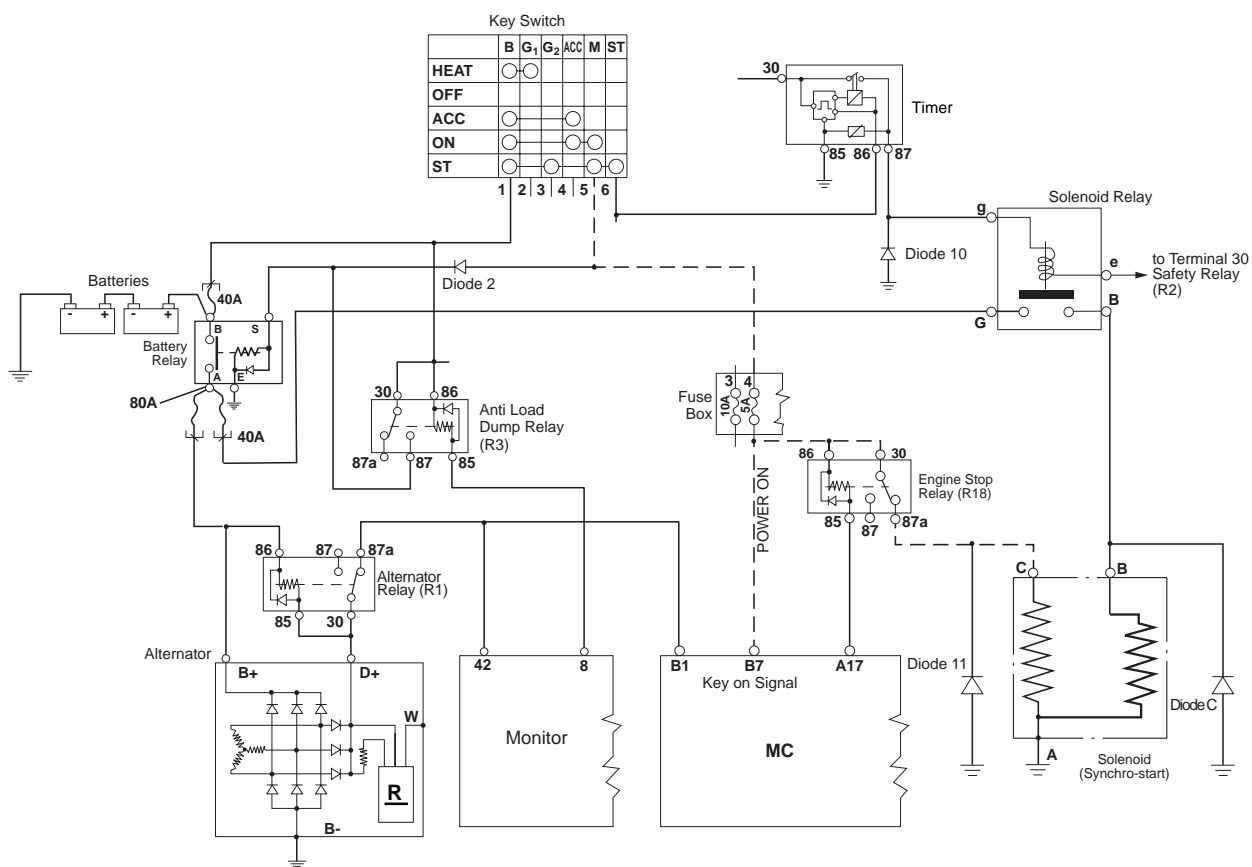 Key Switch
B G₁ G₂ ACC M ST
HEAT
OFF
ACC
ON
ST
1 2 3 4 5 6
30
Timer
85 86 87
Solenoid Relay
g
e
to Terminal 30
Safety Relay
(R2)
Diode 10
B
G
Batteries
- + - +
40A
Diode 2
B S
Battery
Relay
A E
80A
40A
30 86
Anti Load
Dump Relay
(R3)
87a 87 85
Fuse
Box
3 4
10A 5A
POWER ON
86 30
Engine Stop
Relay (R18)
85 87 87a
86 87 87a
Alternator
Relay (R1)
85 30
C B
Alternator
B+ D+
W
R
B-
42 8
Monitor
B1 B7 A17
Key on Signal
MC
Diode 11
Diode C
A
Solenoid
(Synchro-start)